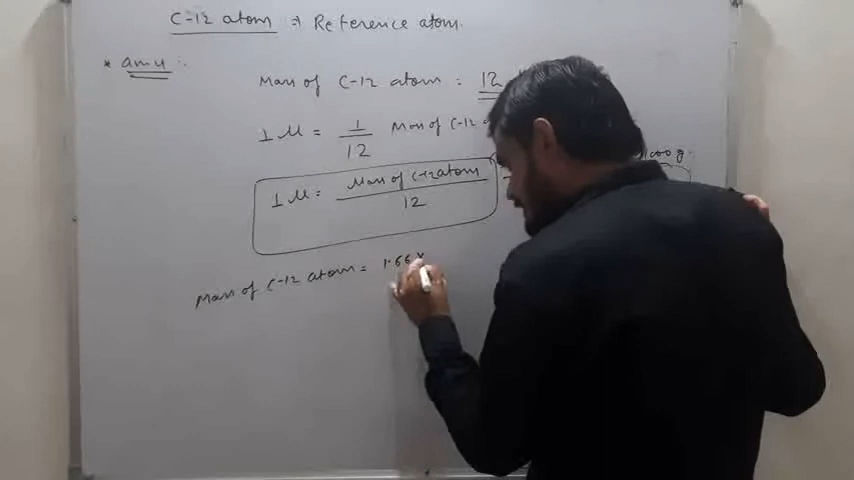 C-12 atom : Reference atom.
* amu :-
Mass of C-12 atom : 12
1 M = 1/12 Mass of C-12
1 M = Mass of C-12 atom / 12
1000 g.
Mass of C-12 atom = 1.66 x